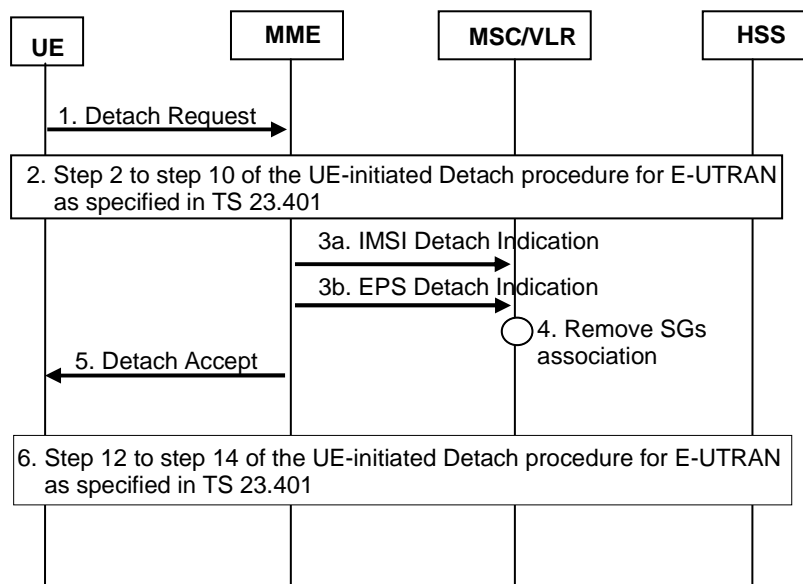 UE
MME
MSC/VLR
HSS
1. Detach Request
2. Step 2 to step 10 of the UE-initiated Detach procedure for E-UTRAN
as specified in TS 23.401
3a. IMSI Detach Indication
3b. EPS Detach Indication
4. Remove SGs
association
5. Detach Accept
6. Step 12 to step 14 of the UE-initiated Detach procedure for E-UTRAN
as specified in TS 23.401